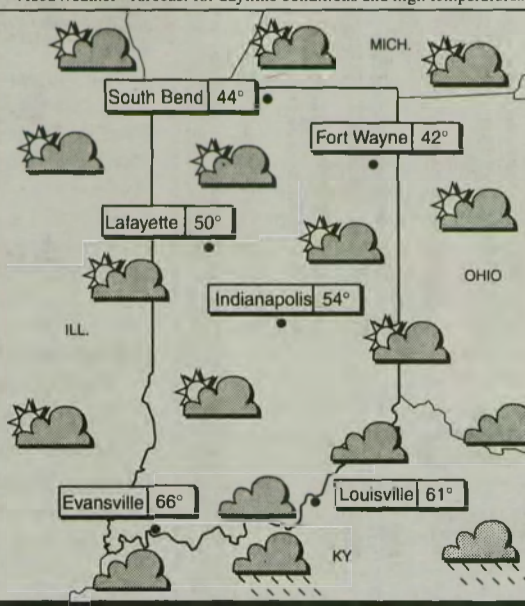 MICH.
South Bend 44°
Fort Wayne 42°
Lafayette 50°
OHIO
Indianapolis 54°
ILL.
Evansville 66°
Louisville 61°
KY